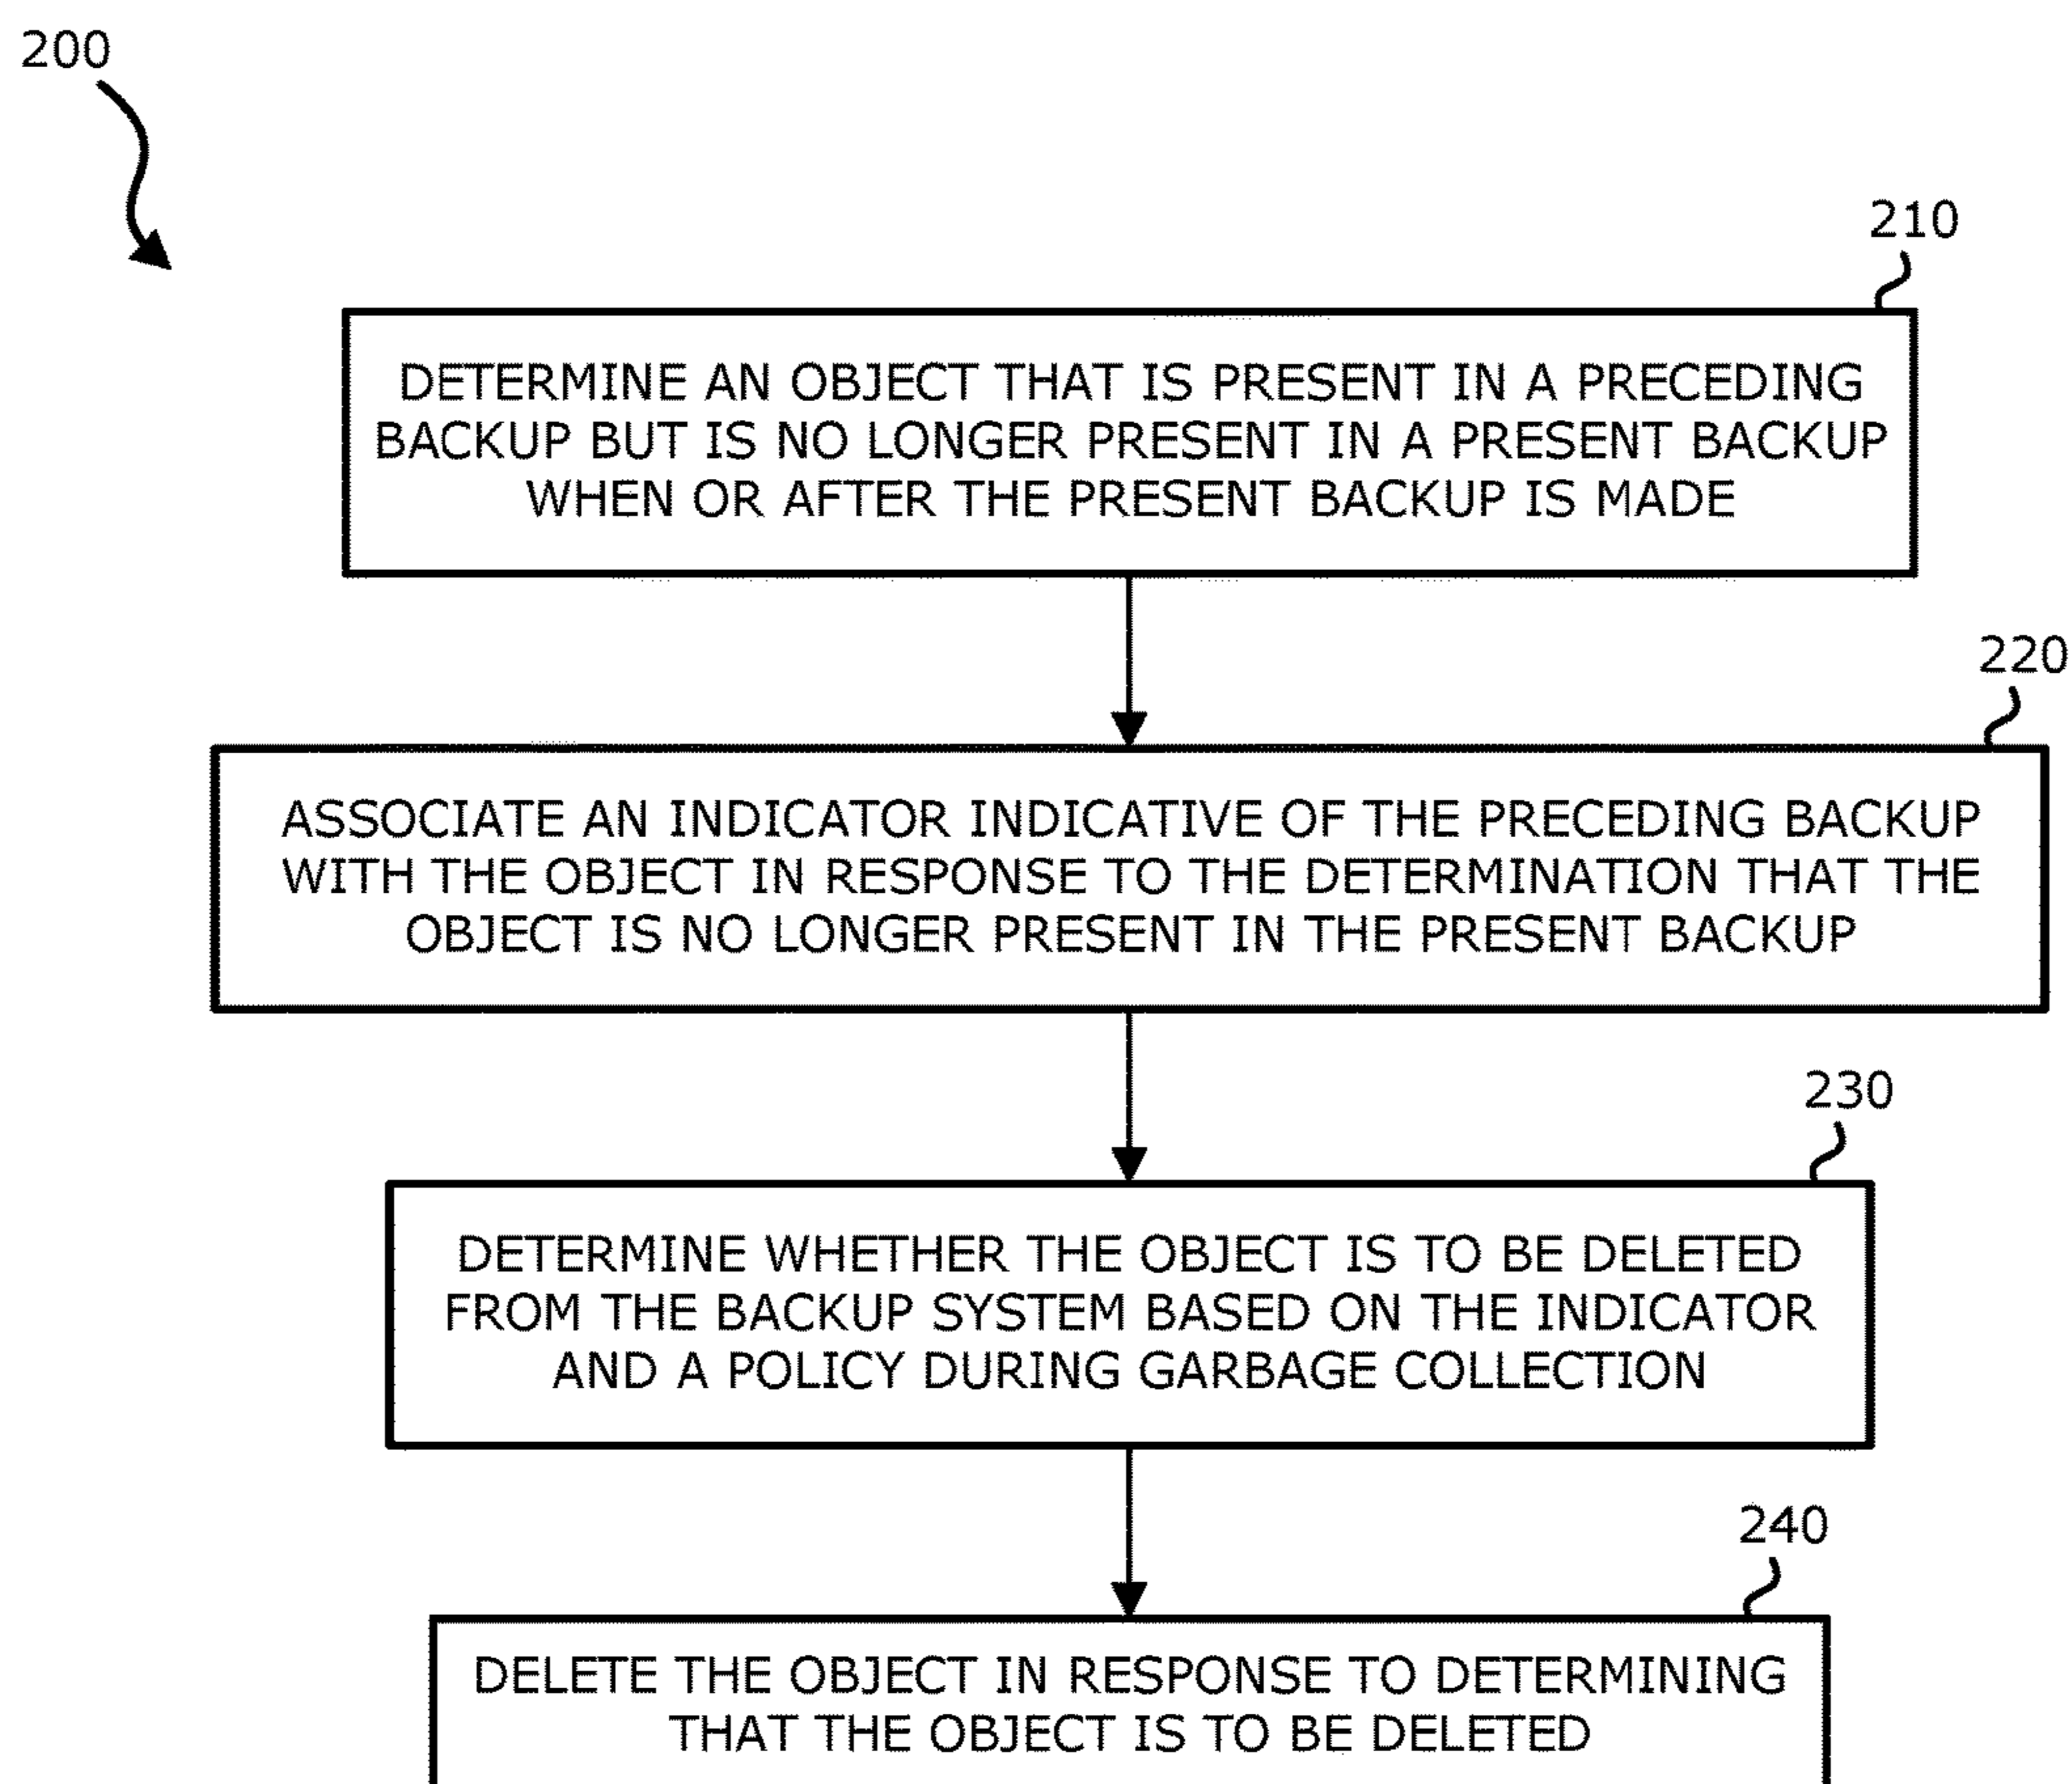 200
210
DETERMINE AN OBJECT THAT IS PRESENT IN A PRECEDING
BACKUP BUT IS NO LONGER PRESENT IN A PRESENT BACKUP
WHEN OR AFTER THE PRESENT BACKUP IS MADE
220
ASSOCIATE AN INDICATOR INDICATIVE OF THE PRECEDING BACKUP
WITH THE OBJECT IN RESPONSE TO THE DETERMINATION THAT THE
OBJECT IS NO LONGER PRESENT IN THE PRESENT BACKUP
230
DETERMINE WHETHER THE OBJECT IS TO BE DELETED
FROM THE BACKUP SYSTEM BASED ON THE INDICATOR
AND A POLICY DURING GARBAGE COLLECTION
240
DELETE THE OBJECT IN RESPONSE TO DETERMINING
THAT THE OBJECT IS TO BE DELETED